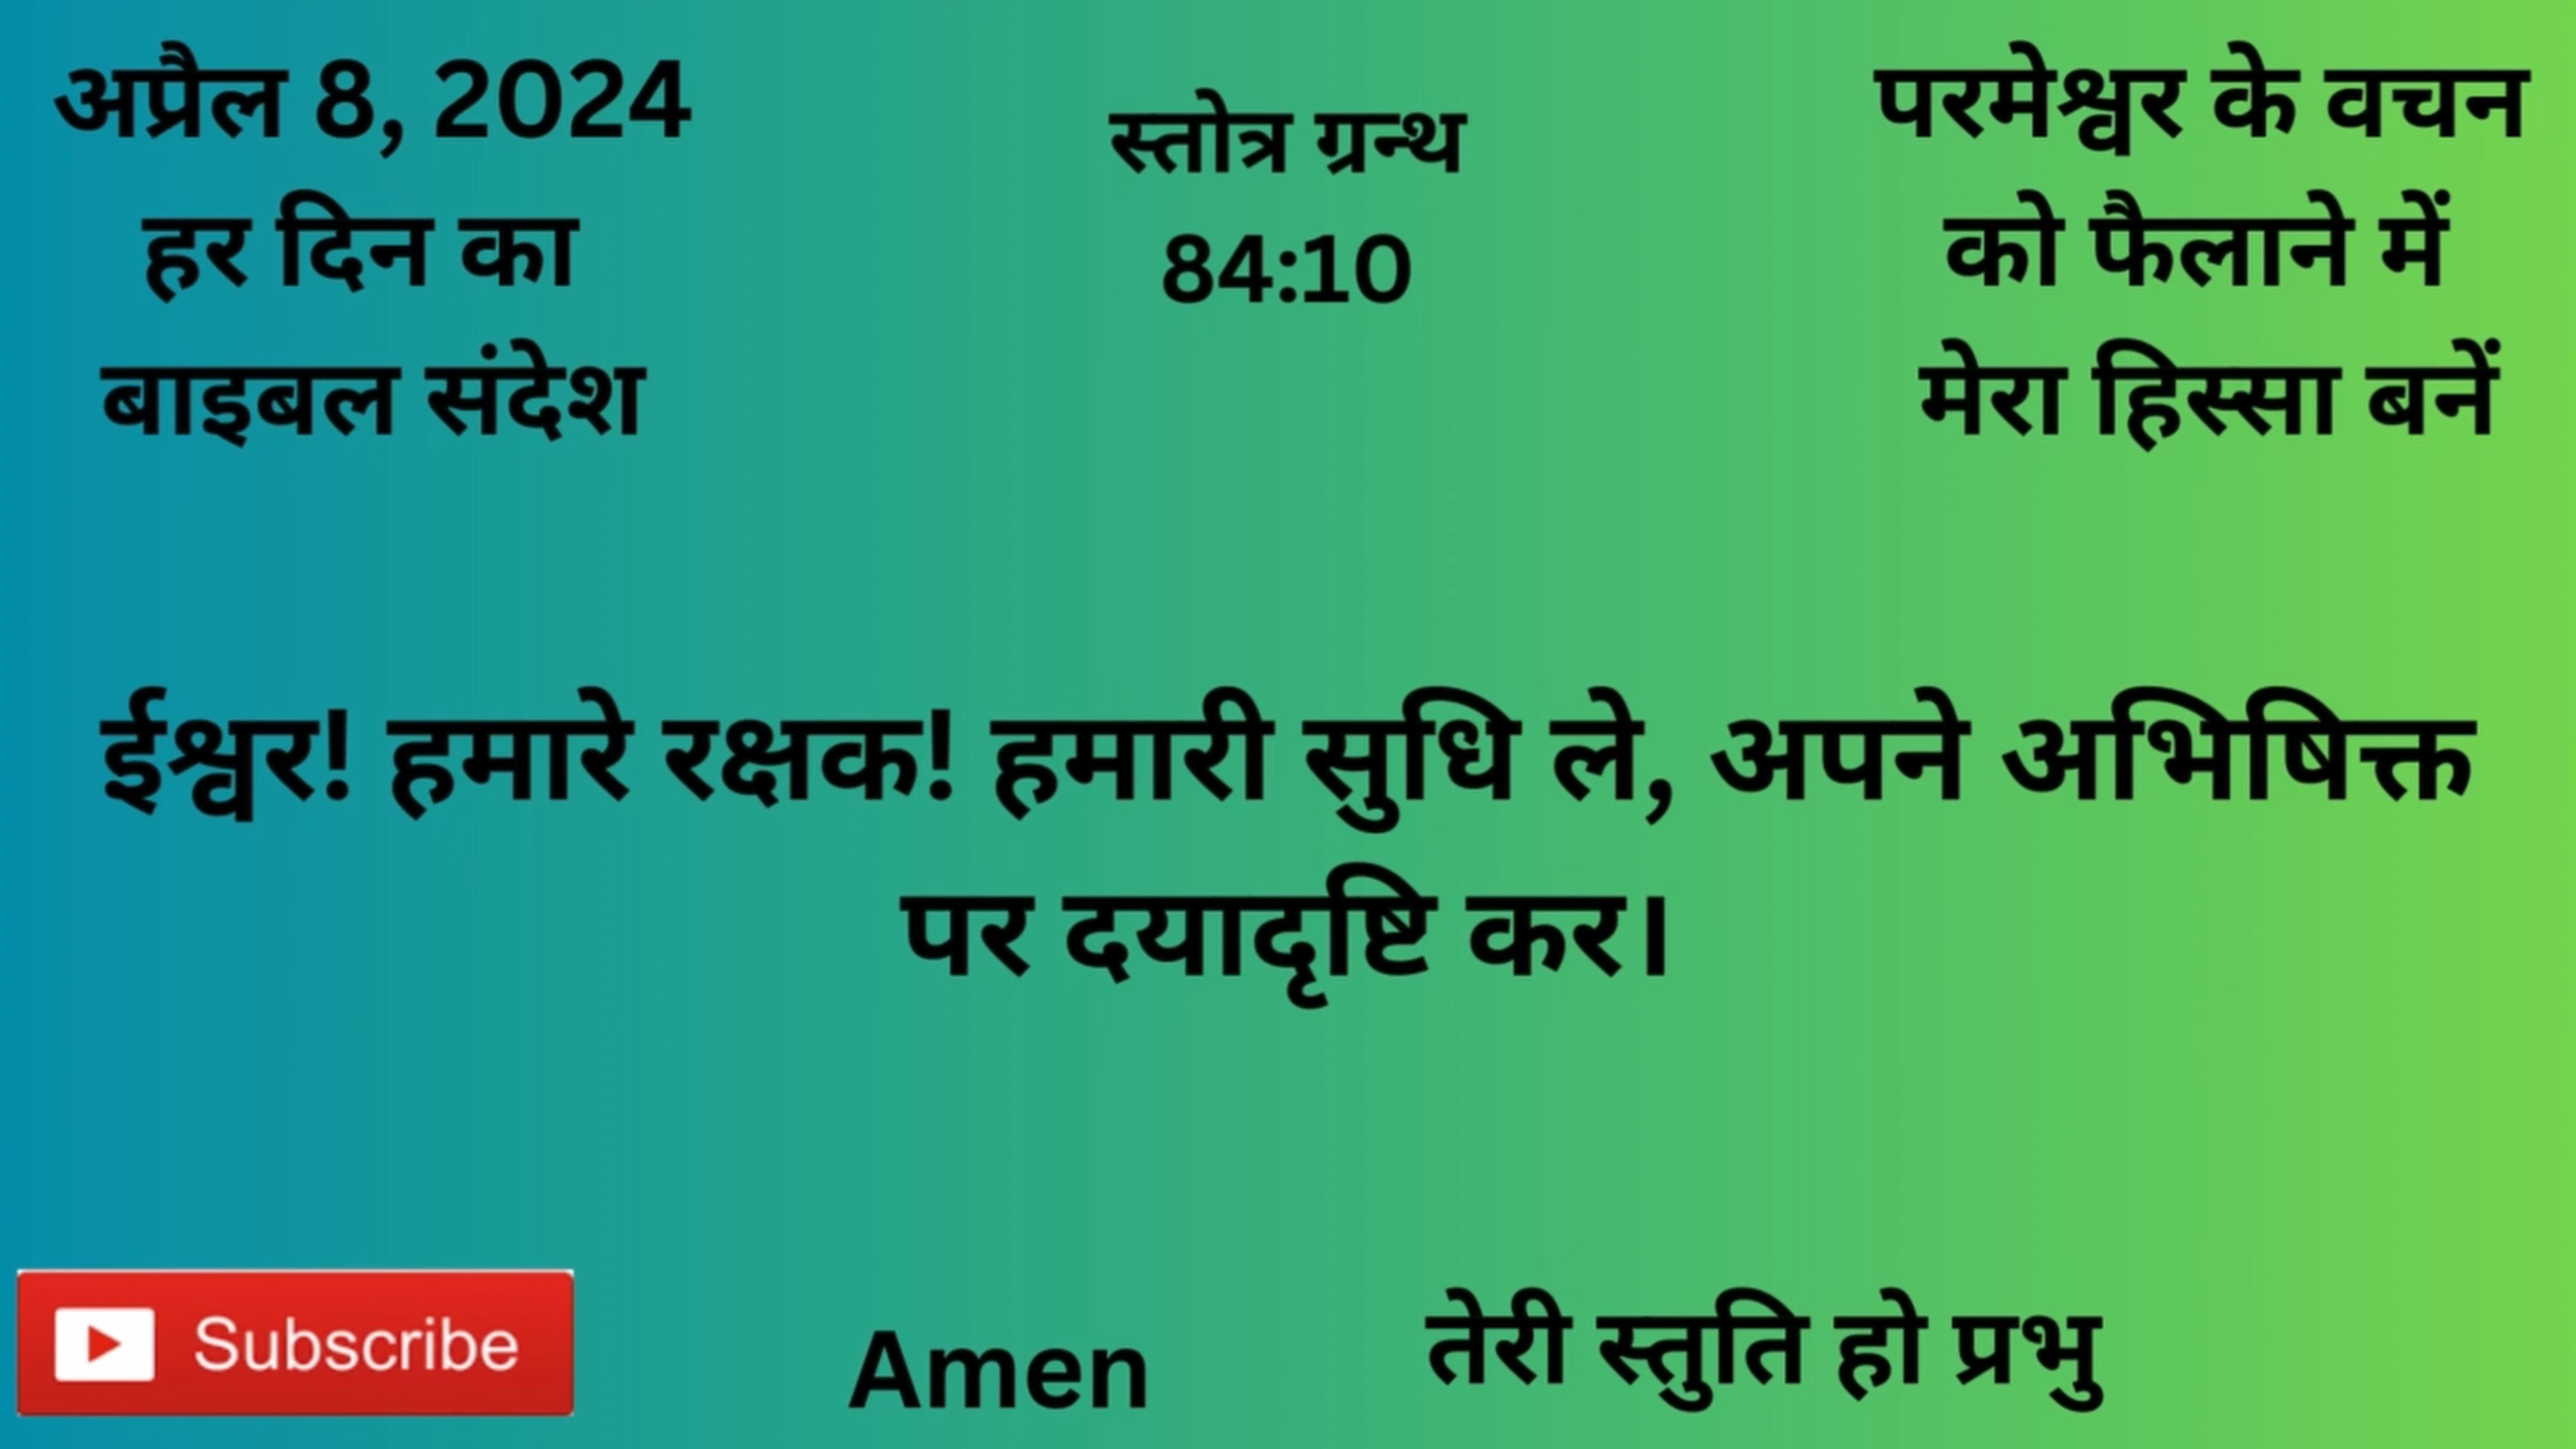 अप्रैल 8, 2024
हर दिन का
बाइबल संदेश
स्तोत्र ग्रन्थ
84:10
परमेश्वर के वचन
को फैलाने में
मेरा हिस्सा बनें
ईश्वर! हमारे रक्षक! हमारी सुधि ले, अपने अभिषिक्त
पर दयादृष्टि कर।
Subscribe
Amen
तेरी स्तुति हो प्रभु